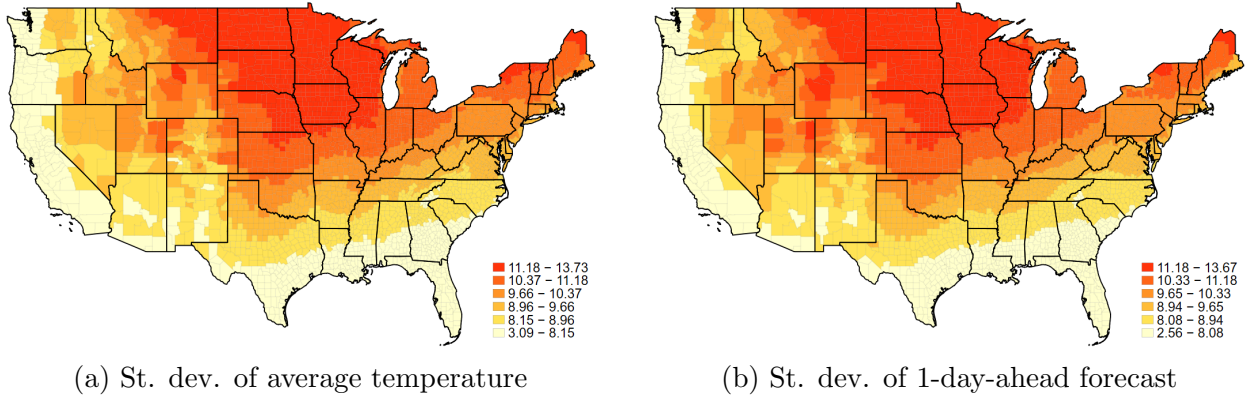 11.18 − 13.73
10.37 − 11.18
9.66 − 10.37
8.96 − 9.66
8.15 − 8.96
3.09 − 8.15
(a) St. dev. of average temperature
11.18 − 13.67
10.33 − 11.18
9.65 − 10.33
8.94 − 9.65
8.08 − 8.94
2.56 − 8.08
(b) St. dev. of 1-day-ahead forecast